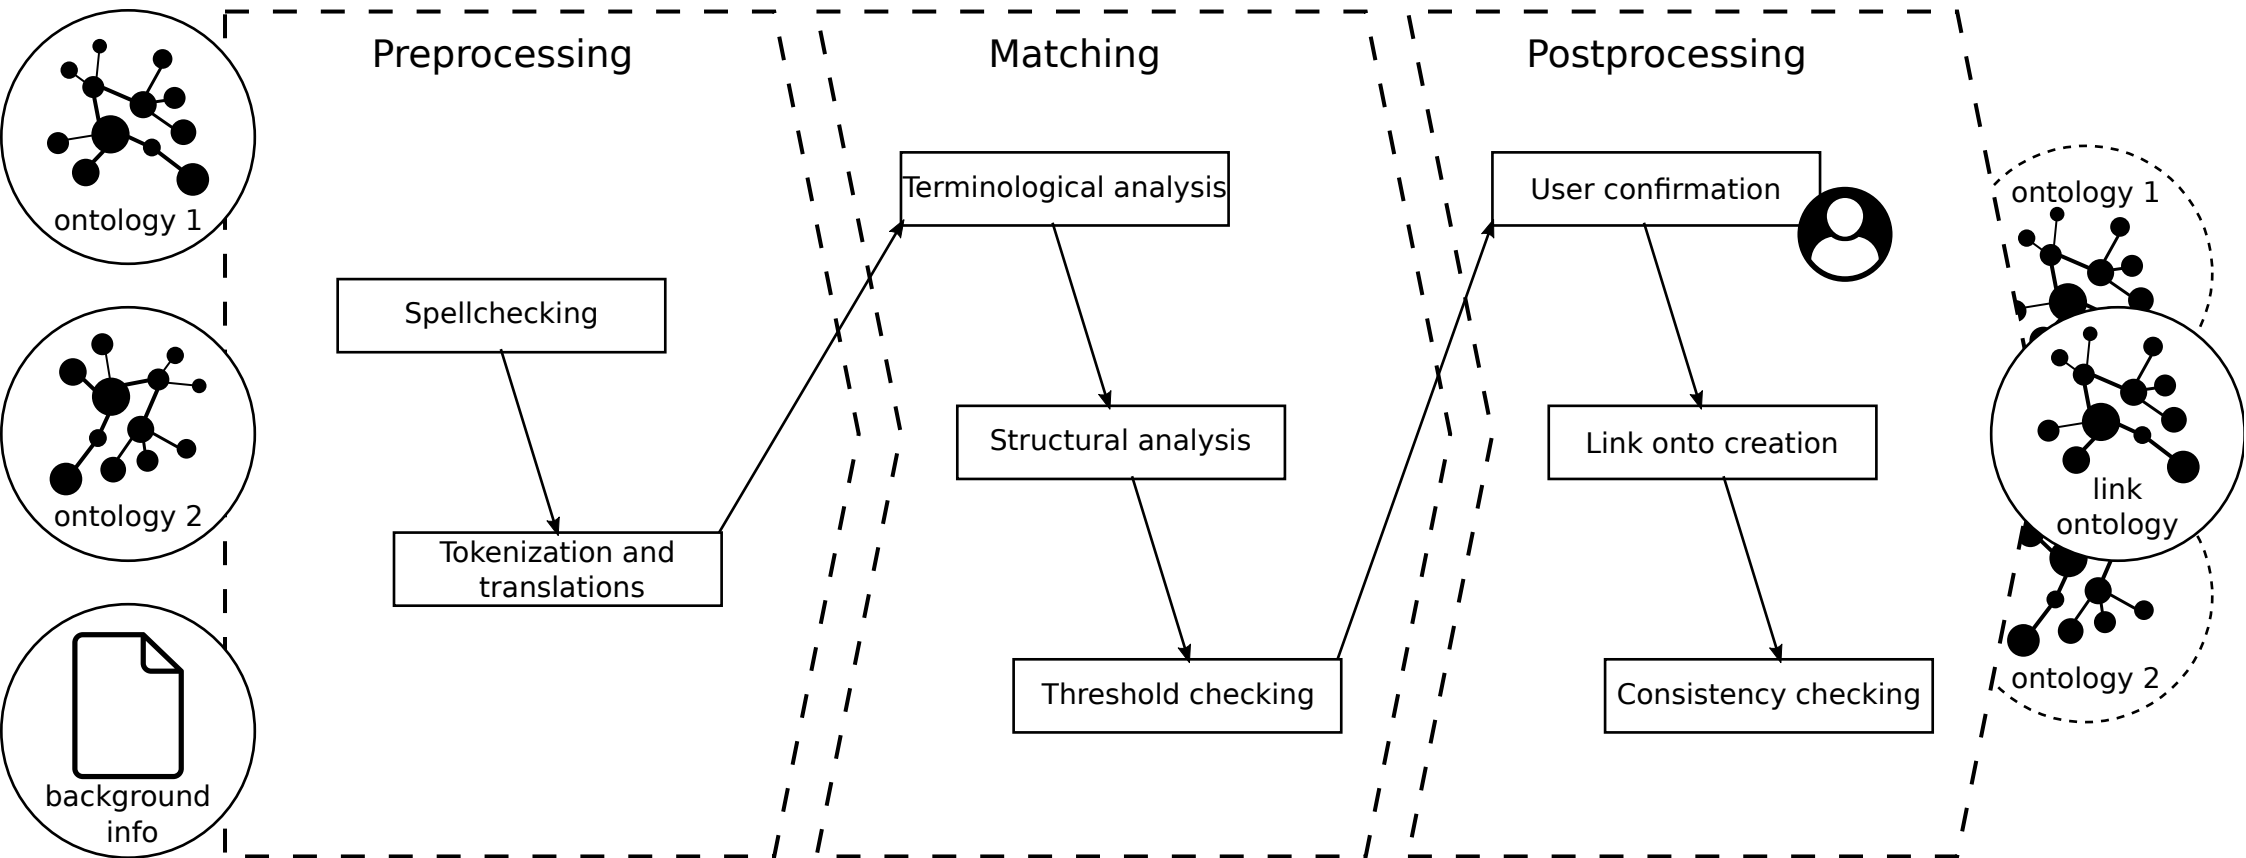 ontology 1
ontology 2
background
info
Preprocessing
Spellchecking
Tokenization and
translations
Matching
Terminological analysis
Structural analysis
Threshold checking
Postprocessing
User confirmation
Link onto creation
Consistency checking
ontology 1
link
ontology
ontology 2